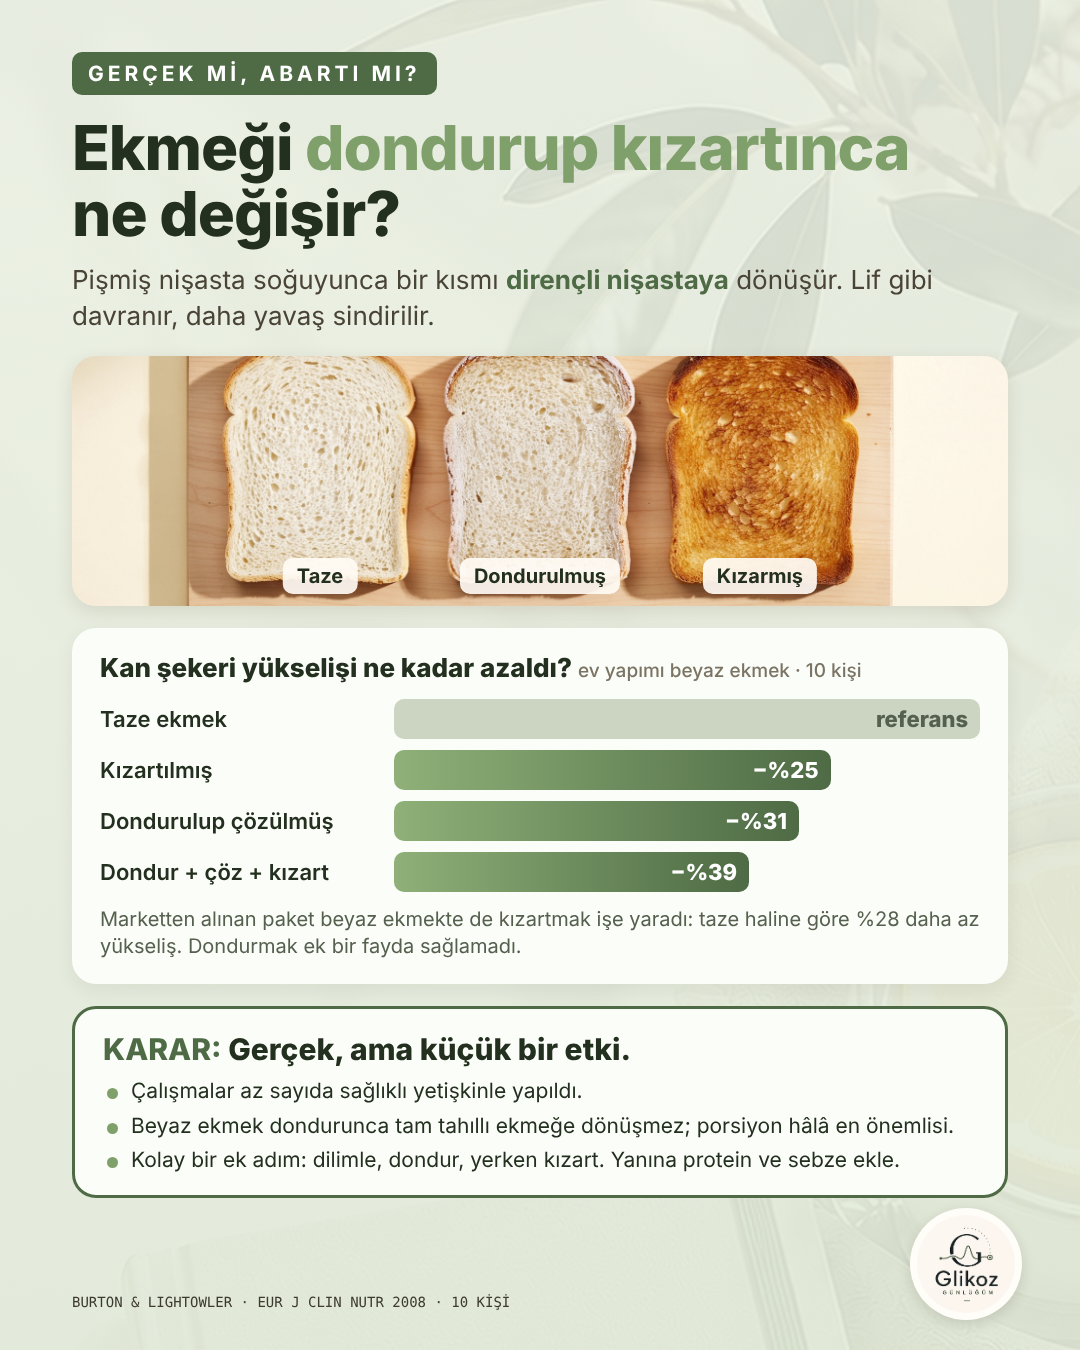 GERÇEK Mİ, ABARTI MI?
Ekmeği dondurup kızartınca
ne değişir?
Pişmiş nişasta soğuyunca bir kısmı dirençli nişastaya dönüşür. Lif gibi
davranır, daha yavaş sindirilir.
Taze
Dondurulmuş
Kızarmış
Kan şekeri yükselişi ne kadar azaldı? ev yapımı beyaz ekmek · 10 kişi
Taze ekmek referans
Kızartılmış −%25
Dondurulup çözülmüş −%31
Dondur + çöz + kızart −%39
Marketten alınan paket beyaz ekmekte de kızartmak işe yaradı: taze haline göre %28 daha az
yükseliş. Dondurmak ek bir fayda sağlamadı.
KARAR: Gerçek, ama küçük bir etki.
Çalışmalar az sayıda sağlıklı yetişkinle yapıldı.
Beyaz ekmek dondurunca tam tahıllı ekmeğe dönüşmez; porsiyon hâlâ en önemlisi.
Kolay bir ek adım: dilimle, dondur, yerken kızart. Yanına protein ve sebze ekle.
G
Glikoz
GÜNLÜĞÜM
BURTON & LIGHTOWLER · EUR J CLIN NUTR 2008 · 10 KİŞİ